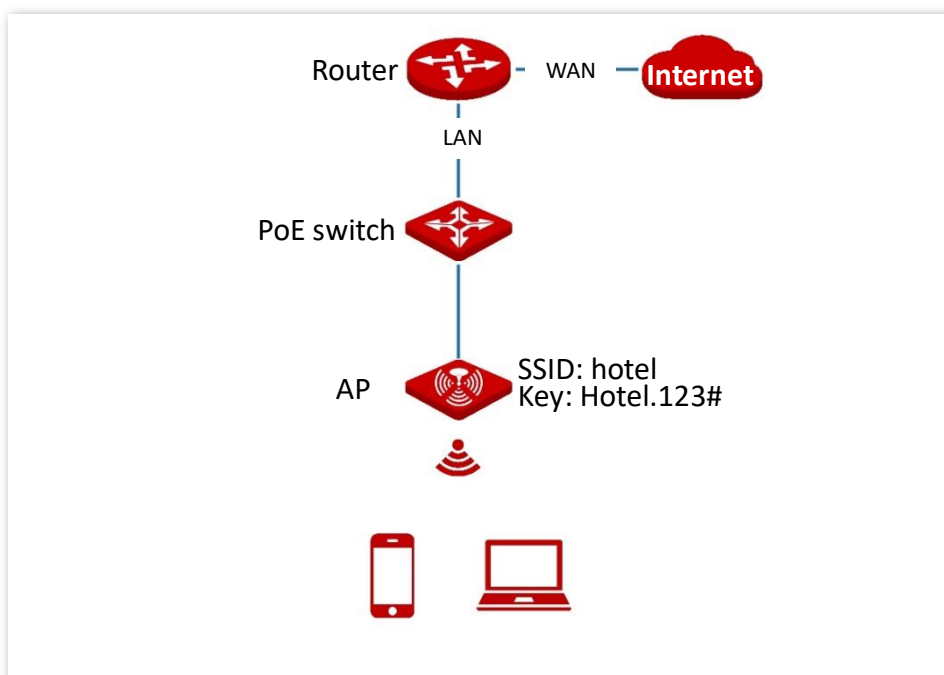 Router
WAN
Internet
LAN
PoE switch
AP
SSID: hotel
Key: Hotel.123#